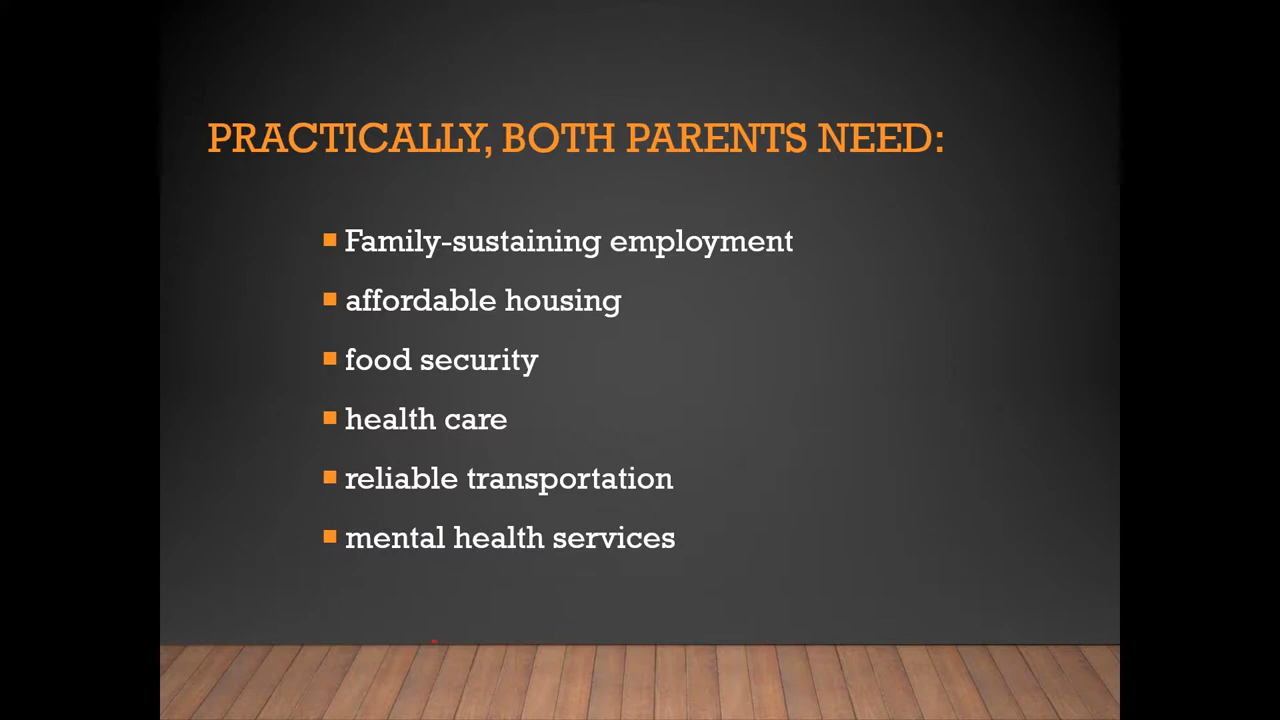 PRACTICALLY, BOTH PARENTS NEED:
Family-sustaining employment
affordable housing
food security
health care
reliable transportation
mental health services